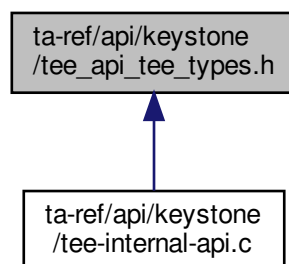 ta-ref/api/keystone
/tee_api_tee_types.h
ta-ref/api/keystone
/tee-internal-api.c